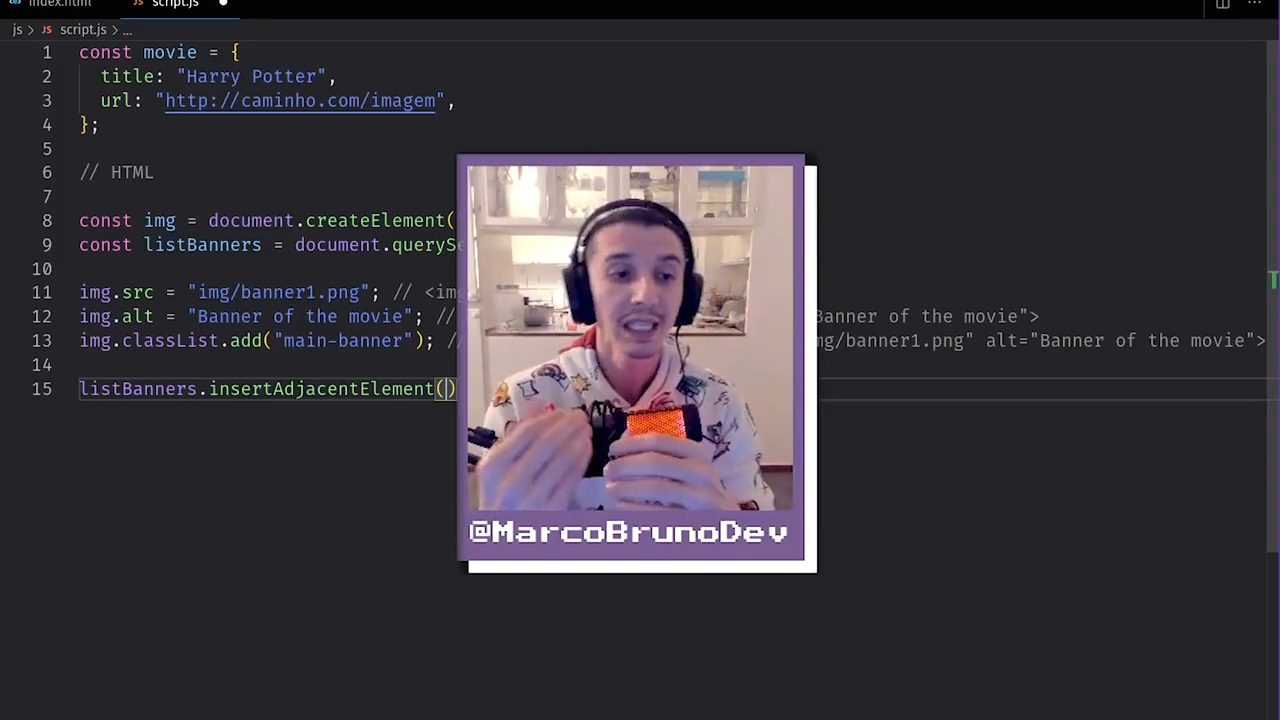 index.html
script.js
js > JS script.js > ...
1 const movie = {
2 title: "Harry Potter",
3 url: "http://caminho.com/imagem",
4 };
5
6 // HTML
7
8 const img = document.createElement(
9 const listBanners = document.queryS
10
11 img.src = "img/banner1.png"; // <im
12 img.alt = "Banner of the movie"; // Banner of the movie">
13 img.classList.add("main-banner"); // g/banner1.png" alt="Banner of the movie">
14
15 listBanners.insertAdjacentElement()
@MarcoBrunoDev